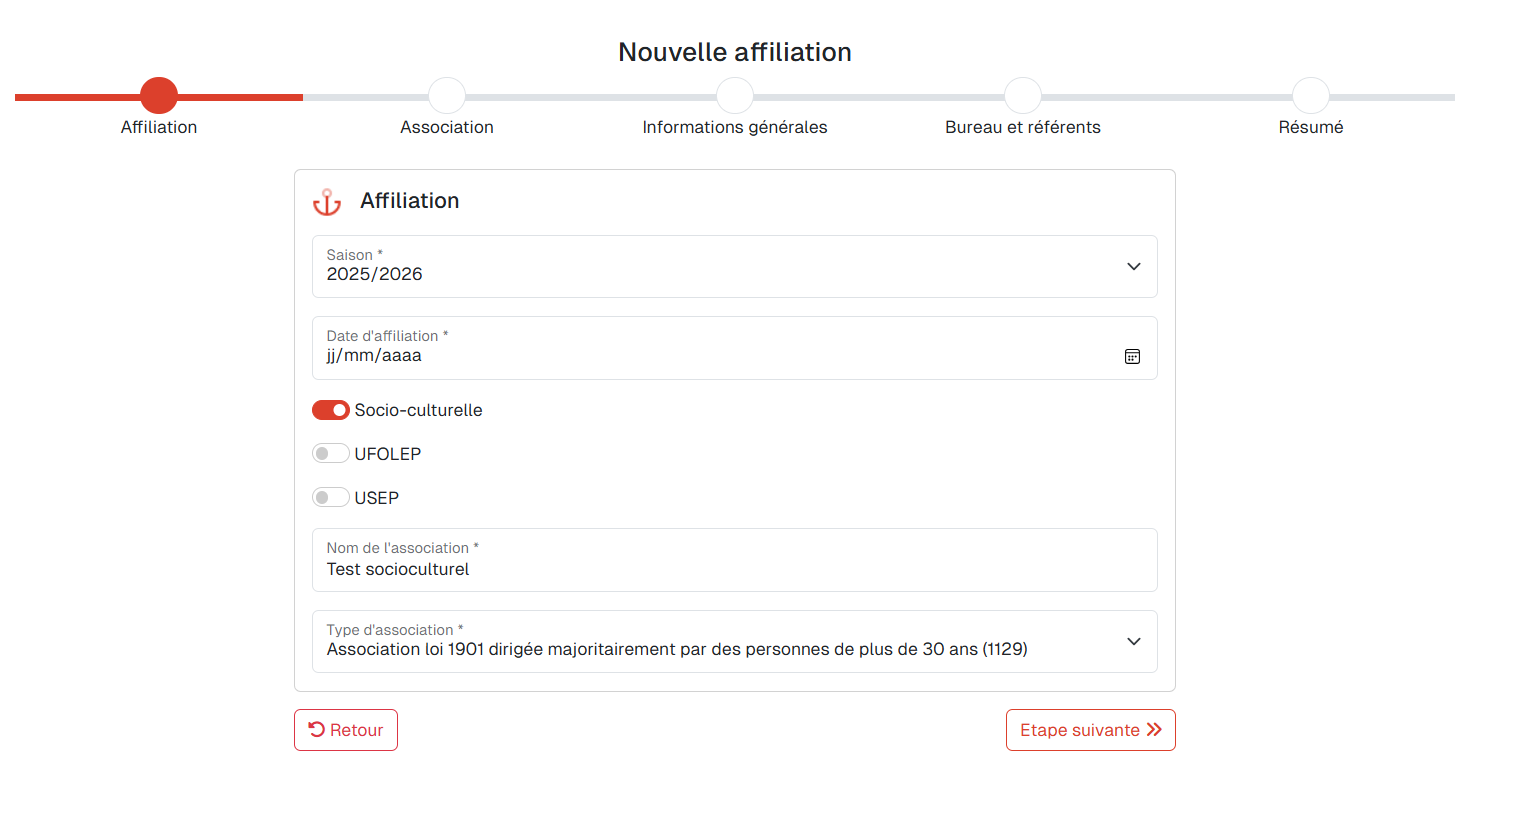 Nouvelle affiliation
Affiliation
Association
Informations générales
Bureau et référents
Résumé
Affiliation
Saison *
2025/2026
Date d'affiliation *
jj/mm/aaaa
Socio-culturelle
UFOLEP
USEP
Nom de l'association *
Test socioculturel
Type d'association *
Association loi 1901 dirigée majoritairement par des personnes de plus de 30 ans (1129)
Retour
Etape suivante